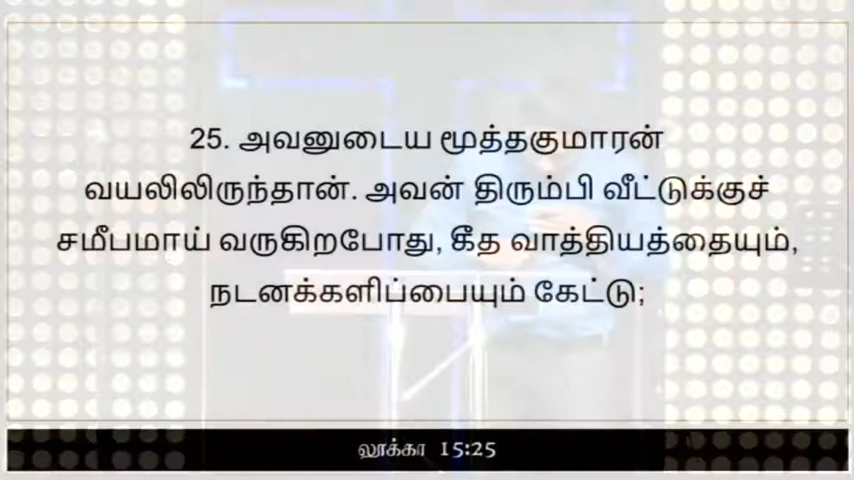 25. அவனுடைய மூத்தகுமாரன்
வயலிலிருந்தான். அவன் திரும்பி வீட்டுக்குச்
சமீபமாய் வருகிறபோது, கீத வாத்தியத்தையும்,
நடனக்களிப்பையும் கேட்டு;
லூக்கா 15:25